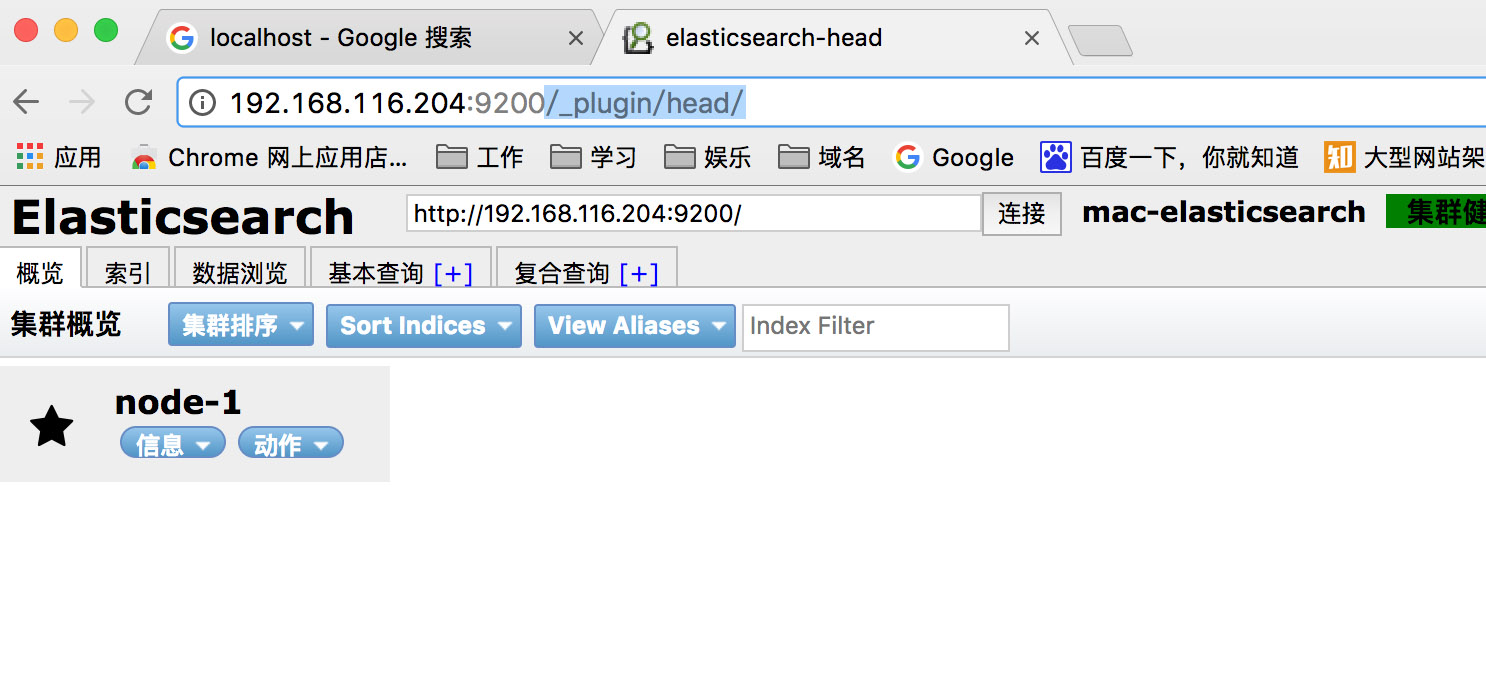 localhost - Google 搜索
elasticsearch-head
192.168.116.204:9200/_plugin/head/
应用
Chrome 网上应用店...
工作
学习
娱乐
域名
Google
百度一下，你就知道
知
大型网站架
Elasticsearch
http://192.168.116.204:9200/
连接
mac-elasticsearch
集群健
概览
索引
数据浏览
基本查询 [+]
复合查询 [+]
集群概览
集群排序
Sort Indices
View Aliases
Index Filter
node-1
信息
动作